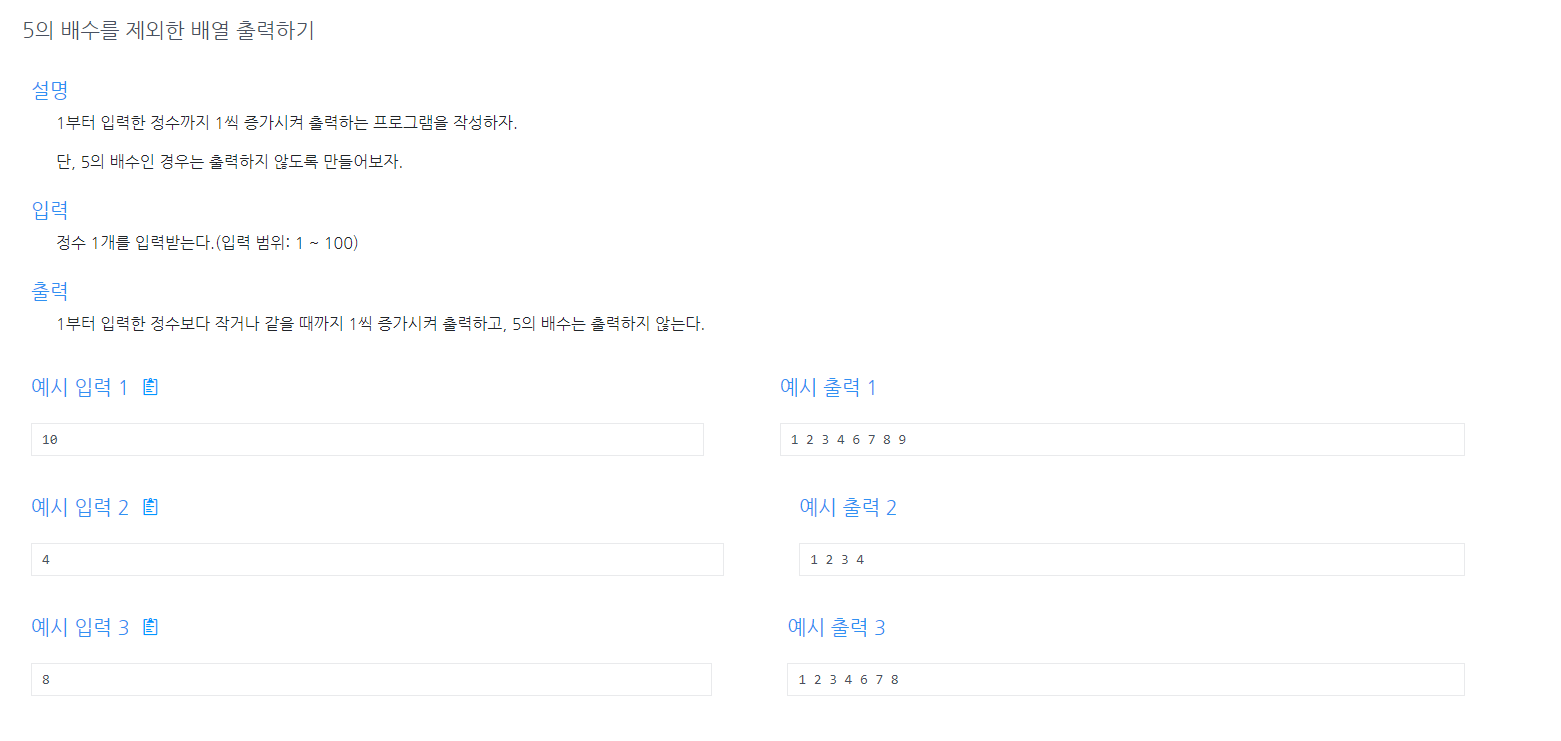 5의 배수를 제외한 배열 출력하기
설명
1부터 입력한 정수까지 1씩 증가시켜 출력하는 프로그램을 작성하자.
단, 5의 배수인 경우는 출력하지 않도록 만들어보자.
입력
정수 1개를 입력받는다.(입력 범위: 1 ~ 100)
출력
1부터 입력한 정수보다 작거나 같을 때까지 1씩 증가시켜 출력하고, 5의 배수는 출력하지 않는다.
예시 입력 1
예시 출력 1
10
1 2 3 4 6 7 8 9
예시 입력 2
예시 출력 2
4
1 2 3 4
예시 입력 3
예시 출력 3
8
1 2 3 4 6 7 8